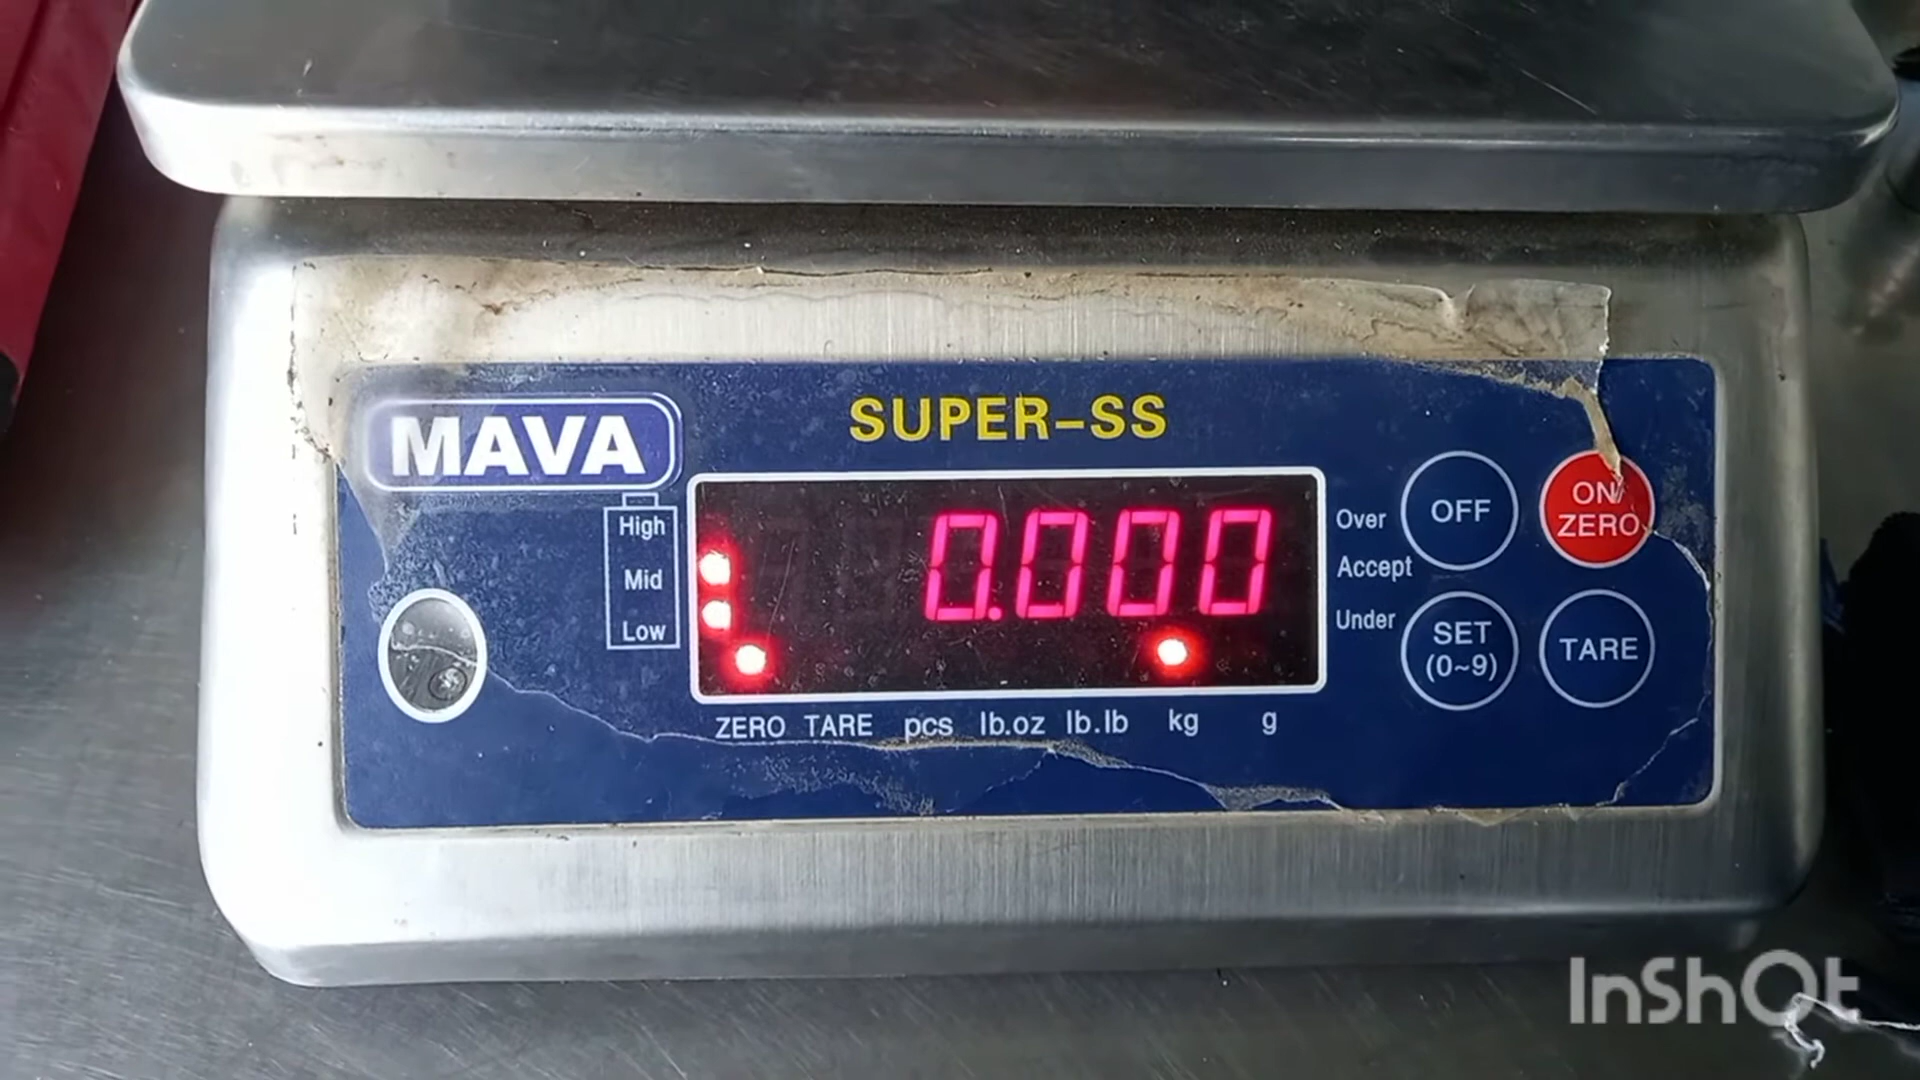 MAVA
SUPER-SS
High
Mid
Low
0.000
Over
Accept
Under
OFF
ON/
ZERO
SET
(0~9)
TARE
ZERO TARE pcs lb.oz lb.lb kg g
InShOt